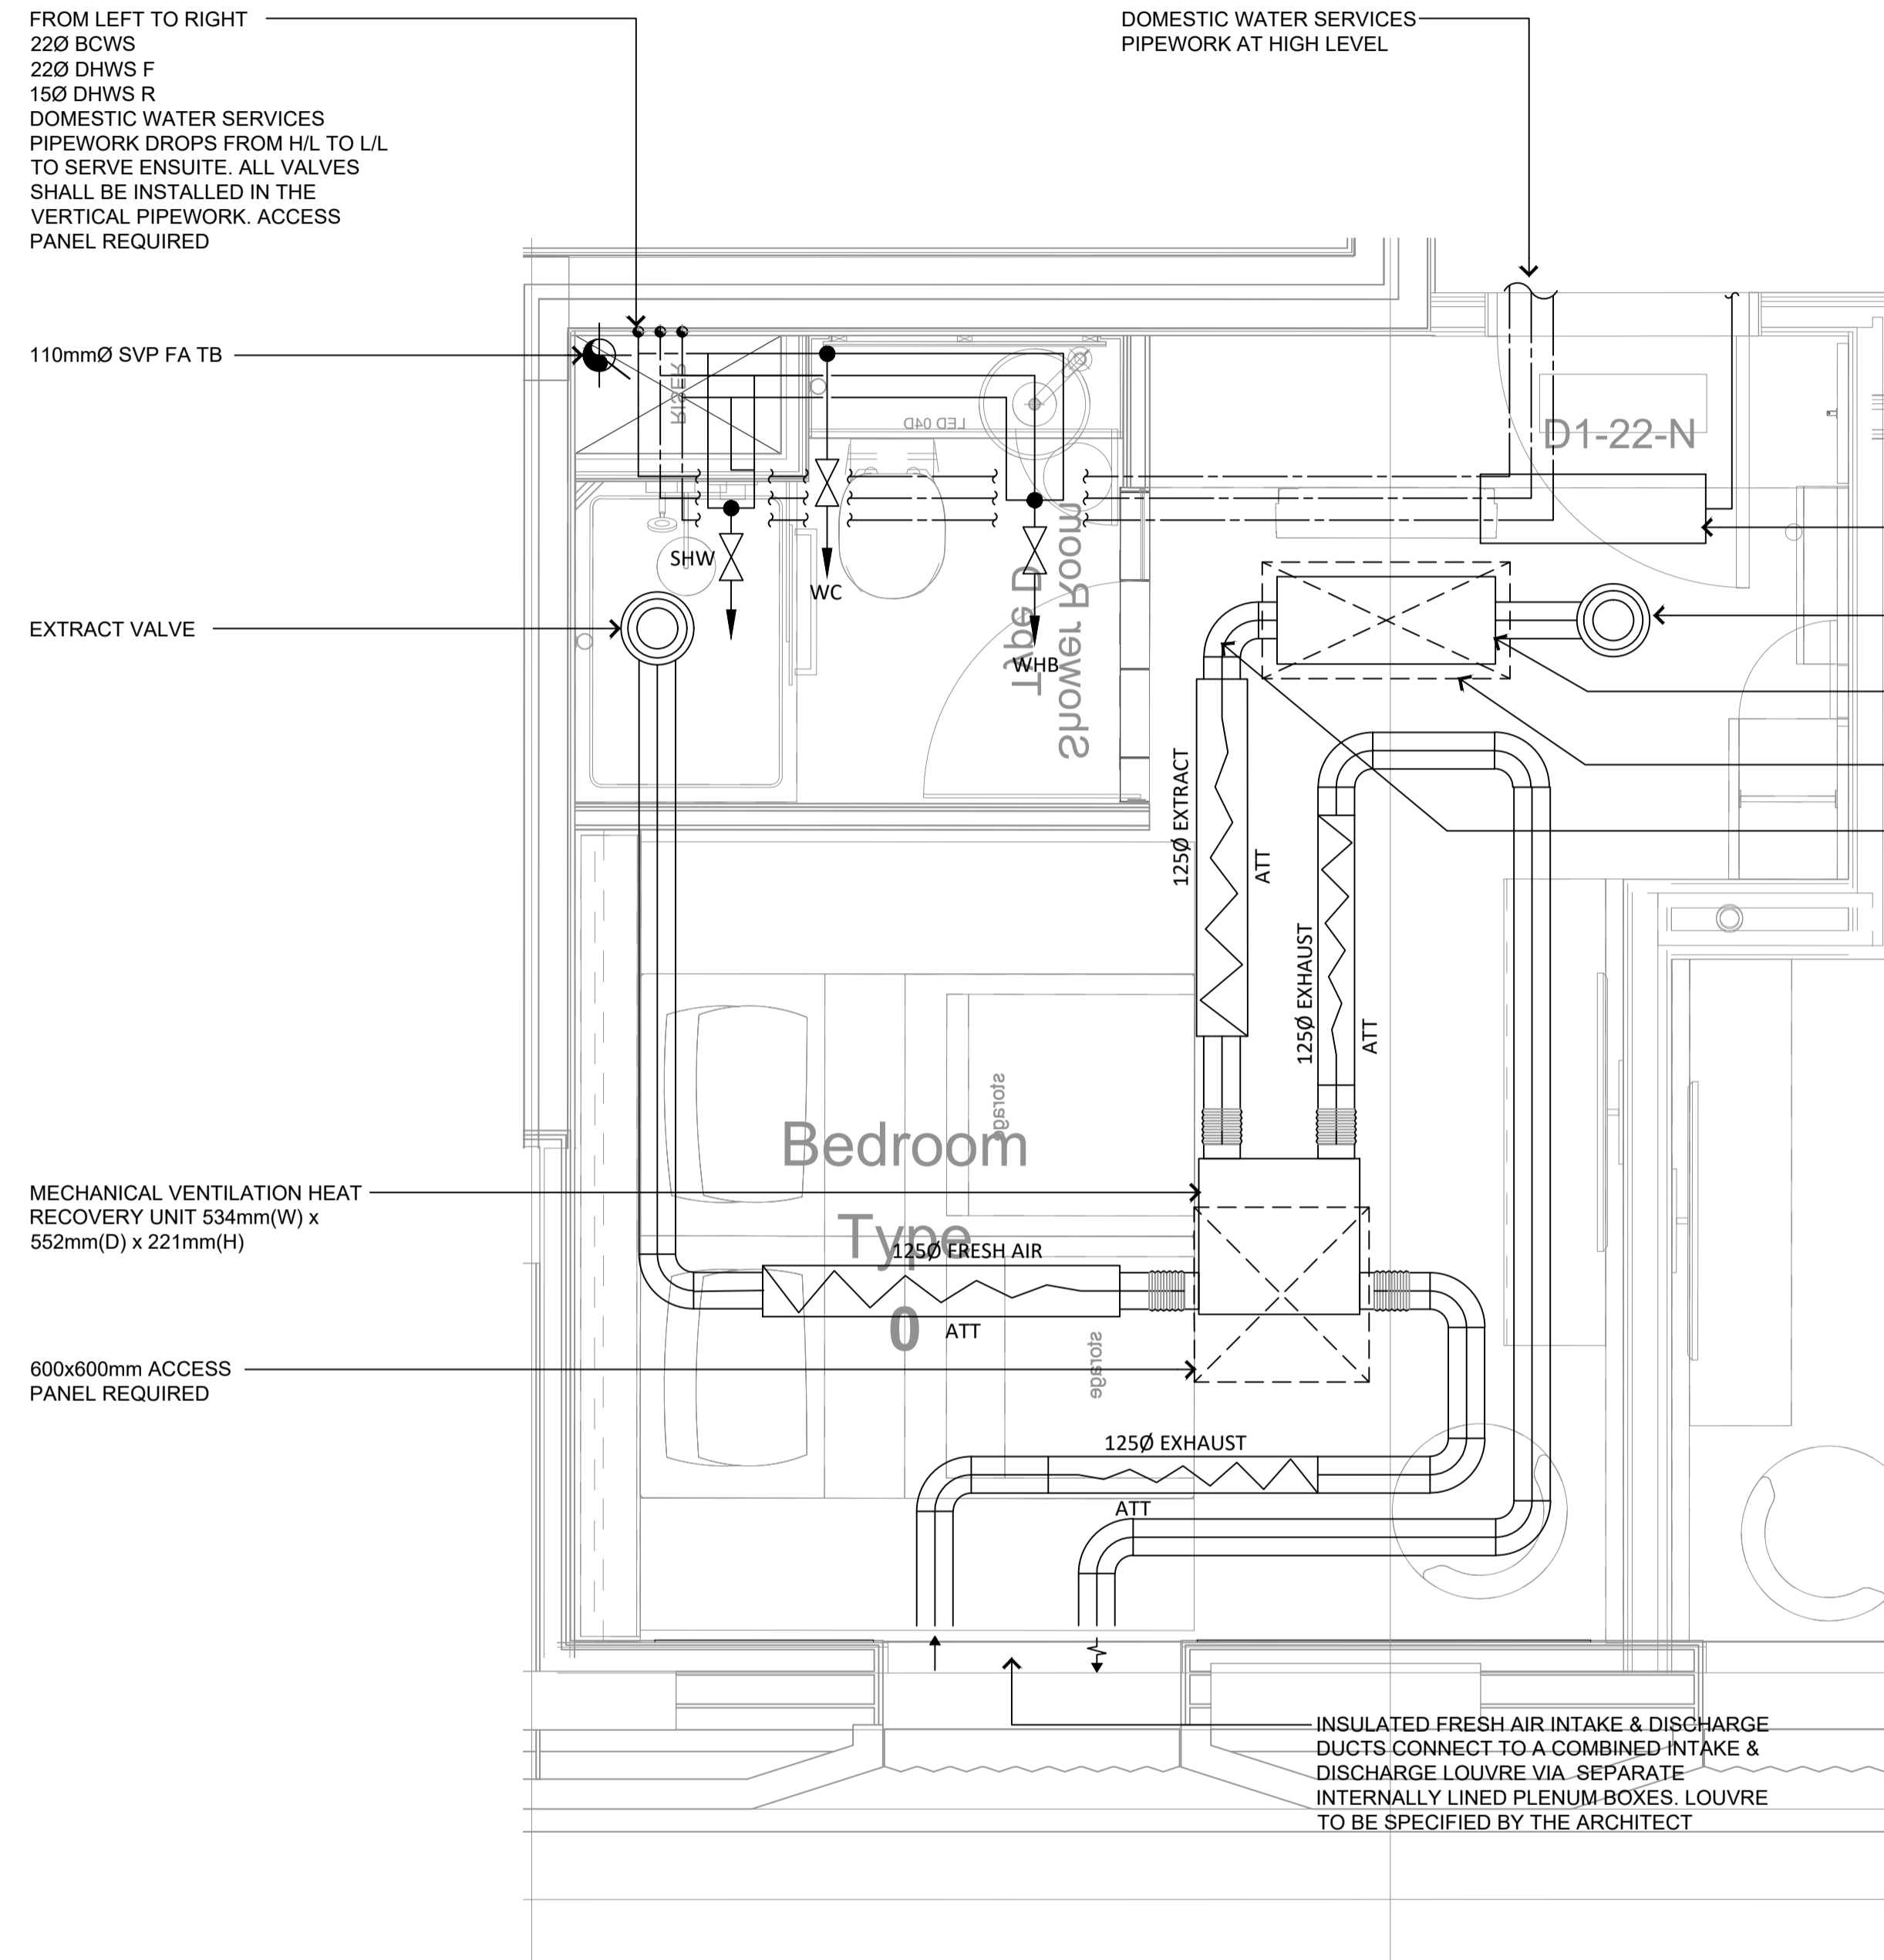 FROM LEFT TO RIGHT
22Ø BCWS
22Ø DHWS F
15Ø DHWS R
DOMESTIC WATER SERVICES
PIPEWORK DROPS FROM H/L TO L/L
TO SERVE ENSUITE. ALL VALVES
SHALL BE INSTALLED IN THE
VERTICAL PIPEWORK. ACCESS
PANEL REQUIRED
DOMESTIC WATER SERVICES
PIPEWORK AT HIGH LEVEL
110mmØ SVP FA TB
RISER
LED 04D
D1-22-N
SHW
WC
WHB
Type D
Shower Room
EXTRACT VALVE
125Ø EXTRACT
ATT
125Ø EXHAUST
ATT
storage
Bedroom
Type
0
MECHANICAL VENTILATION HEAT
RECOVERY UNIT 534mm(W) x
552mm(D) x 221mm(H)
125Ø FRESH AIR
ATT
storage
600x600mm ACCESS
PANEL REQUIRED
125Ø EXHAUST
ATT
INSULATED FRESH AIR INTAKE & DISCHARGE
DUCTS CONNECT TO A COMBINED INTAKE &
DISCHARGE LOUVRE VIA SEPARATE
INTERNALLY LINED PLENUM BOXES. LOUVRE
TO BE SPECIFIED BY THE ARCHITECT